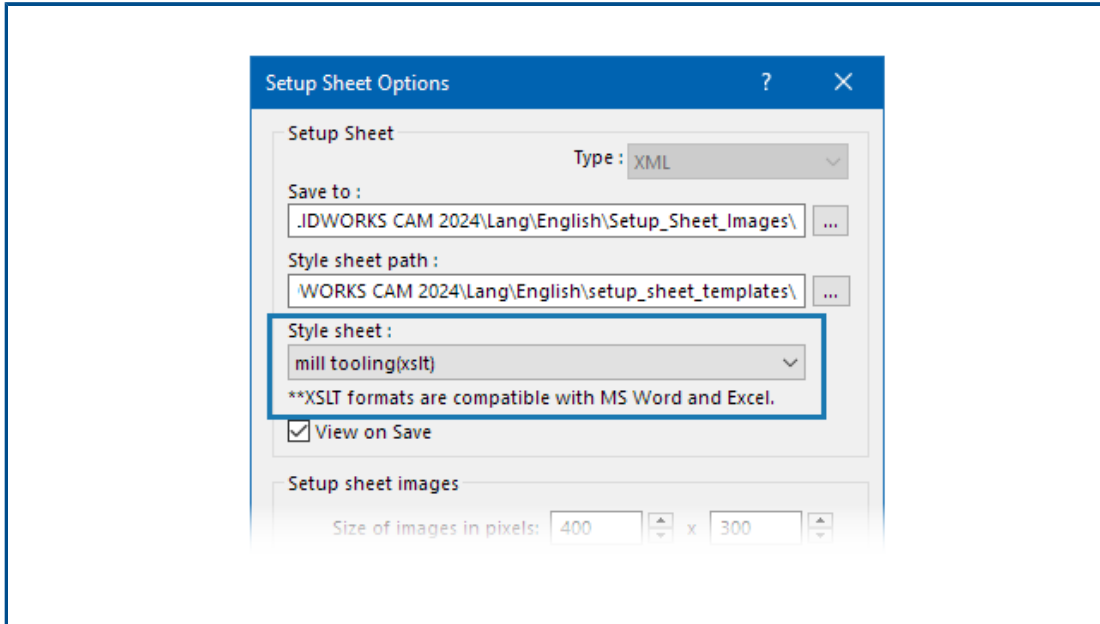 Setup Sheet Options ?
Setup Sheet
Type : XML
Save to :
.IDWORKS CAM 2024\Lang\English\Setup_Sheet_Images\ ...
Style sheet path :
WORKS CAM 2024\Lang\English\setup_sheet_templates\ ...
Style sheet :
mill tooling(xslt)
**XSLT formats are compatible with MS Word and Excel.
View on Save
Setup sheet images
Size of images in pixels: 400 x 300